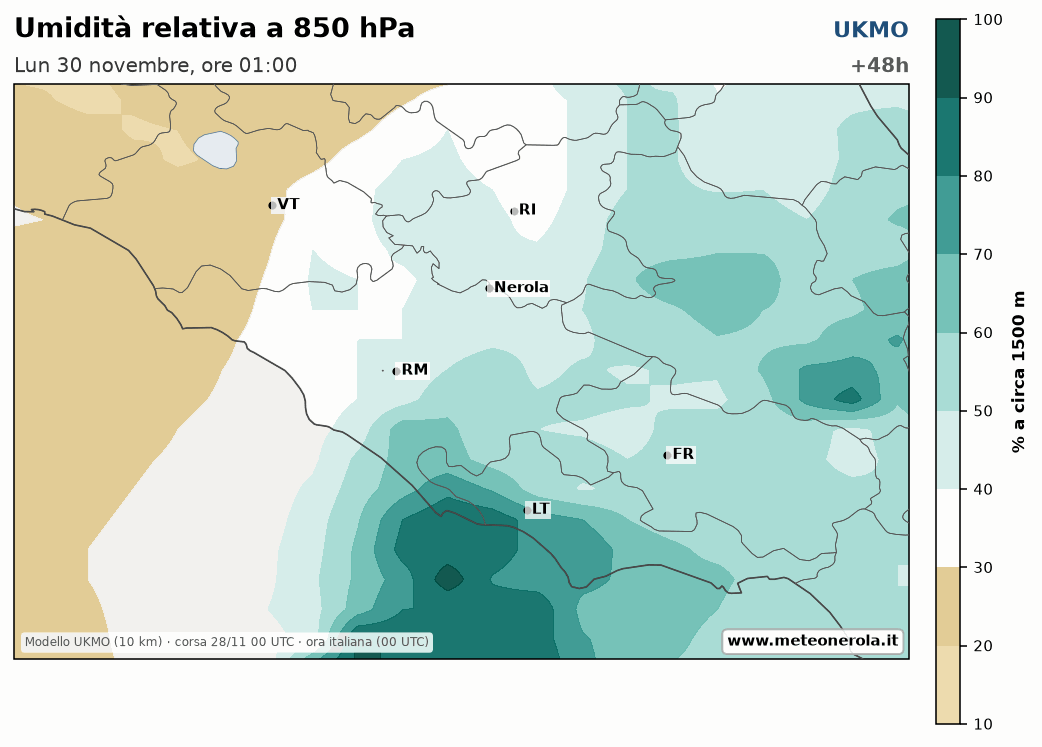 Umidità relativa a 850 hPa
UKMO
Lun 30 novembre, ore 01:00
+48h
VT
RI
Nerola
RM
FR
LT
Modello UKMO (10 km) · corsa 28/11 00 UTC · ora italiana (00 UTC)
www.meteonerola.it
100
90
80
70
60
50
40
30
20
10
% a circa 1500 m